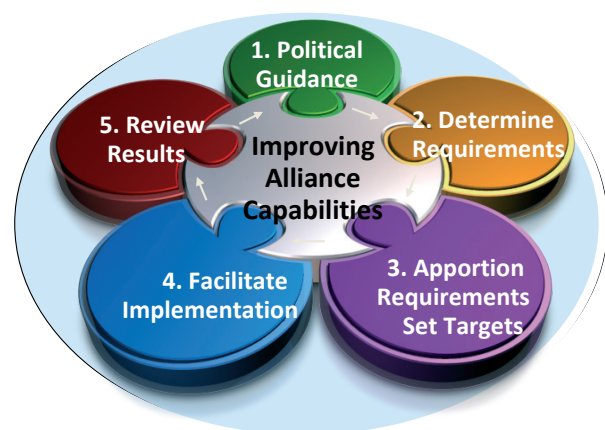 1. Political
Guidance
2. Determine
Requirements
3. Apportion
Requirements
Set Targets
4. Facilitate
Implementation
5. Review
Results
Improving
Alliance
Capabilities